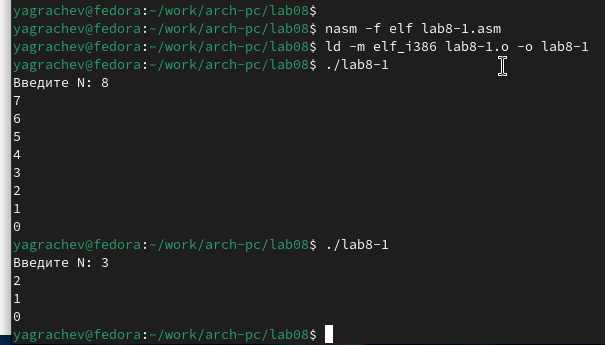 yagrachev@fedora:~/work/arch-pc/lab08$
yagrachev@fedora:~/work/arch-pc/lab08$ nasm -f elf lab8-1.asm
yagrachev@fedora:~/work/arch-pc/lab08$ ld -m elf_i386 lab8-1.o -o lab8-1
yagrachev@fedora:~/work/arch-pc/lab08$ ./lab8-1
Введите N: 8
7
6
5
4
3
2
1
0
yagrachev@fedora:~/work/arch-pc/lab08$ ./lab8-1
Введите N: 3
2
1
0
yagrachev@fedora:~/work/arch-pc/lab08$